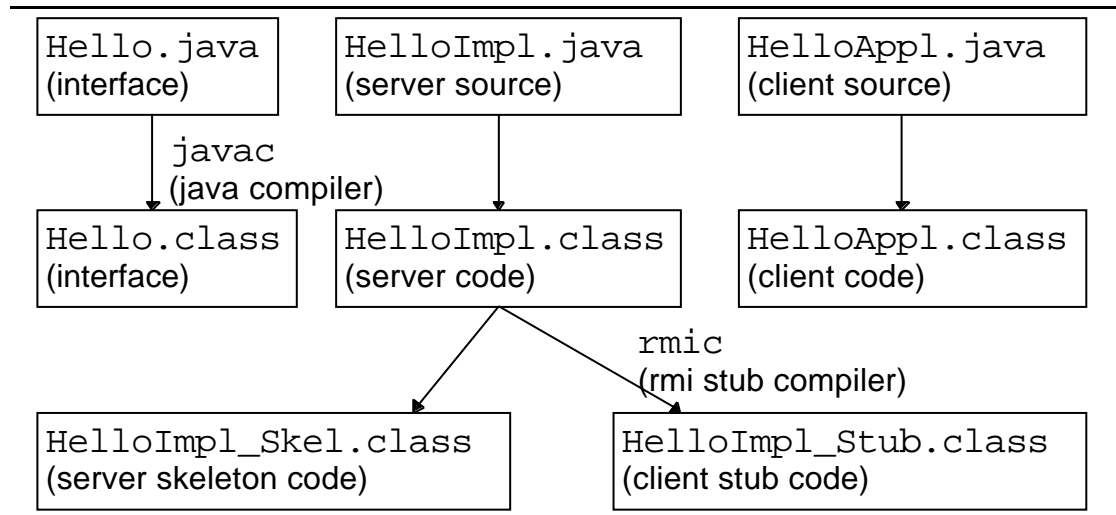 Hello.java
(interface)
HelloImpl.java
(server source)
HelloAppl.java
(client source)
javac
(java compiler)
Hello.class
(interface)
HelloImpl.class
(server code)
HelloAppl.class
(client code)
rmic
(rmi stub compiler)
HelloImpl_Skel.class
(server skeleton code)
HelloImpl_Stub.class
(client stub code)